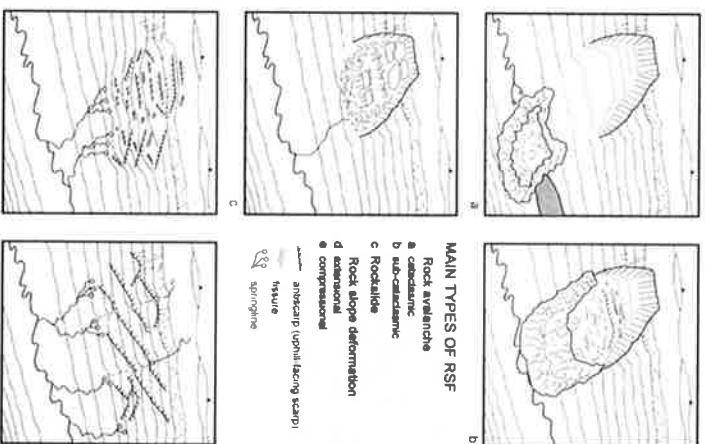 a
b
c
MAIN TYPES OF RSF
Rock avalanche
a cataclasmic
b sub-cataclasmic
c Rockslide
Rock slope deformation
d extensional
e compressional
antiscarp (uphill-facing scarp)
fissure
springline